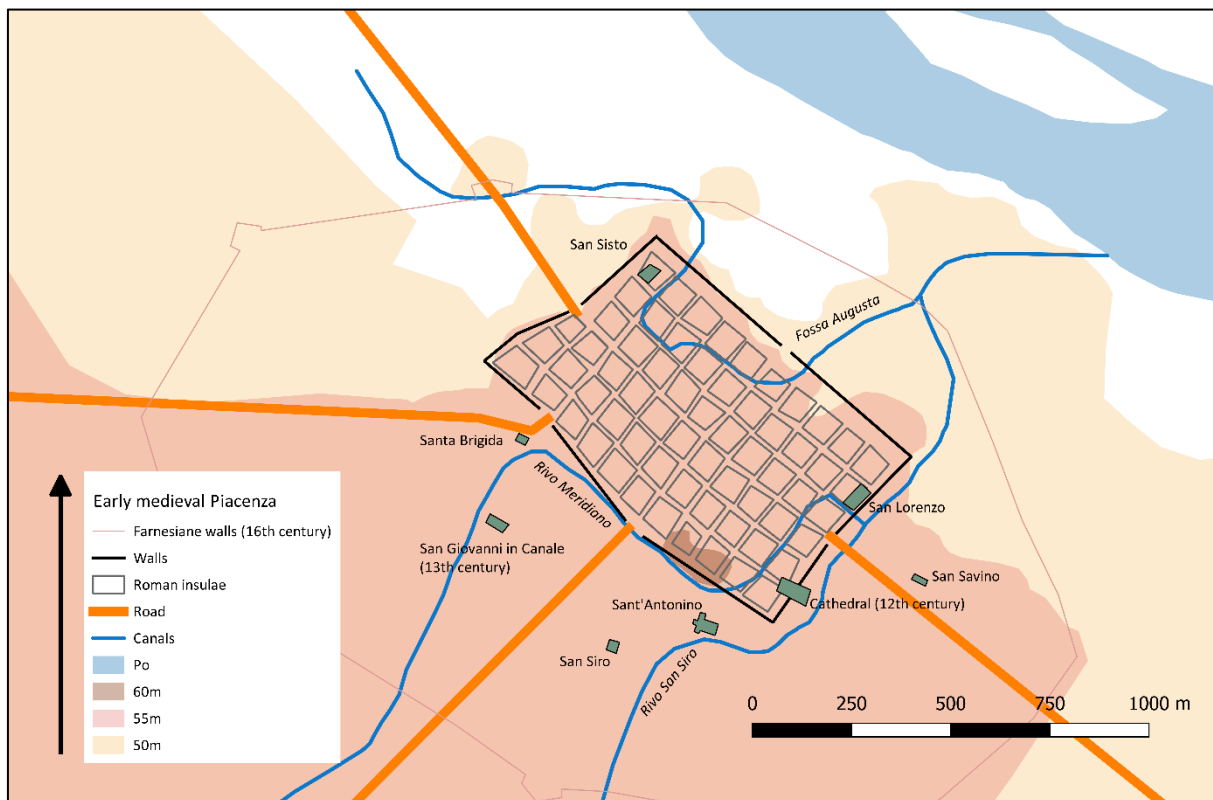 San Sisto
Fossa Augusta
Santa Brigida
Rivo Meridiano
San Lorenzo
San Giovanni in Canale
(13th century)
San Savino
Cathedral (12th century)
Sant'Antonino
San Siro
Rivo San Siro
Early medieval Piacenza
Farnesiane walls (16th century)
Walls
Roman insulae
Road
Canals
Po
60m
55m
50m
0 250 500 750 1000 m